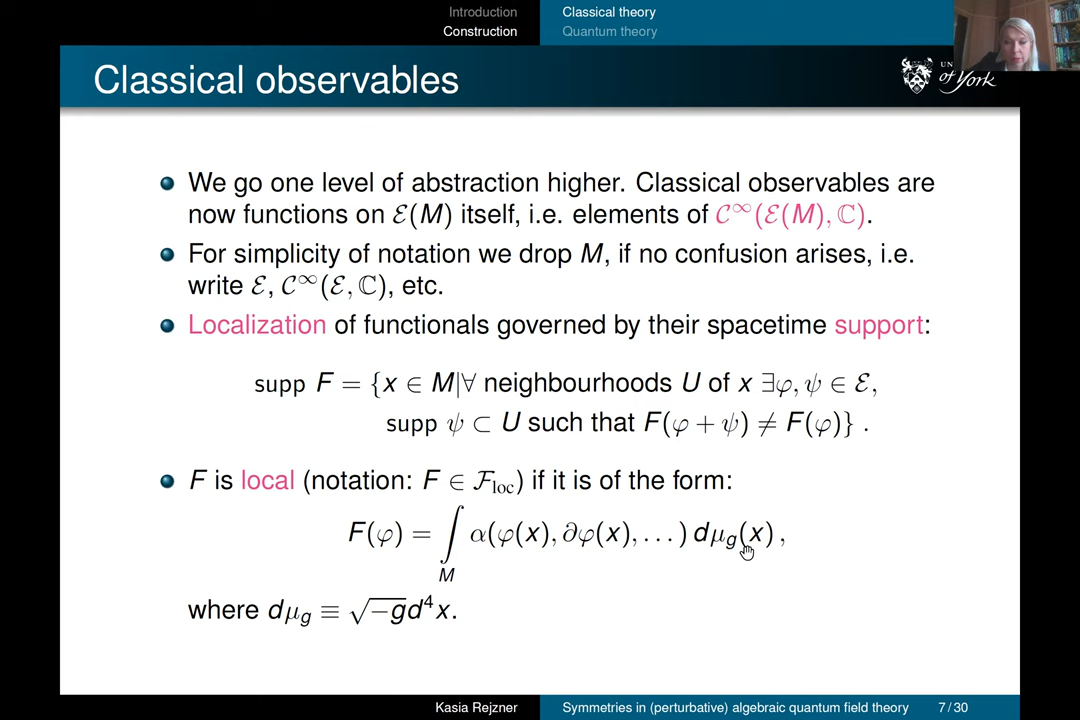 Introduction
Construction
Classical theory
Quantum theory
Classical observables
UN
of York
We go one level of abstraction higher. Classical observables are
now functions on ℰ(M) itself, i.e. elements of 𝒞^∞(ℰ(M), ℂ).
For simplicity of notation we drop M, if no confusion arises, i.e.
write ℰ, 𝒞^∞(ℰ, ℂ), etc.
Localization of functionals governed by their spacetime support:
supp F = {x ∈ M|∀ neighbourhoods U of x ∃φ, ψ ∈ ℰ,
supp ψ ⊂ U such that F(φ + ψ) ≠ F(φ)} .
F is local (notation: F ∈ ℱ_loc) if it is of the form:
F(φ) = ∫_M α(φ(x), ∂φ(x), . . . ) dμ_g(x) ,
where dμ_g ≡ √−g d⁴x.
Kasia Rejzner
Symmetries in (perturbative) algebraic quantum field theory
7 / 30